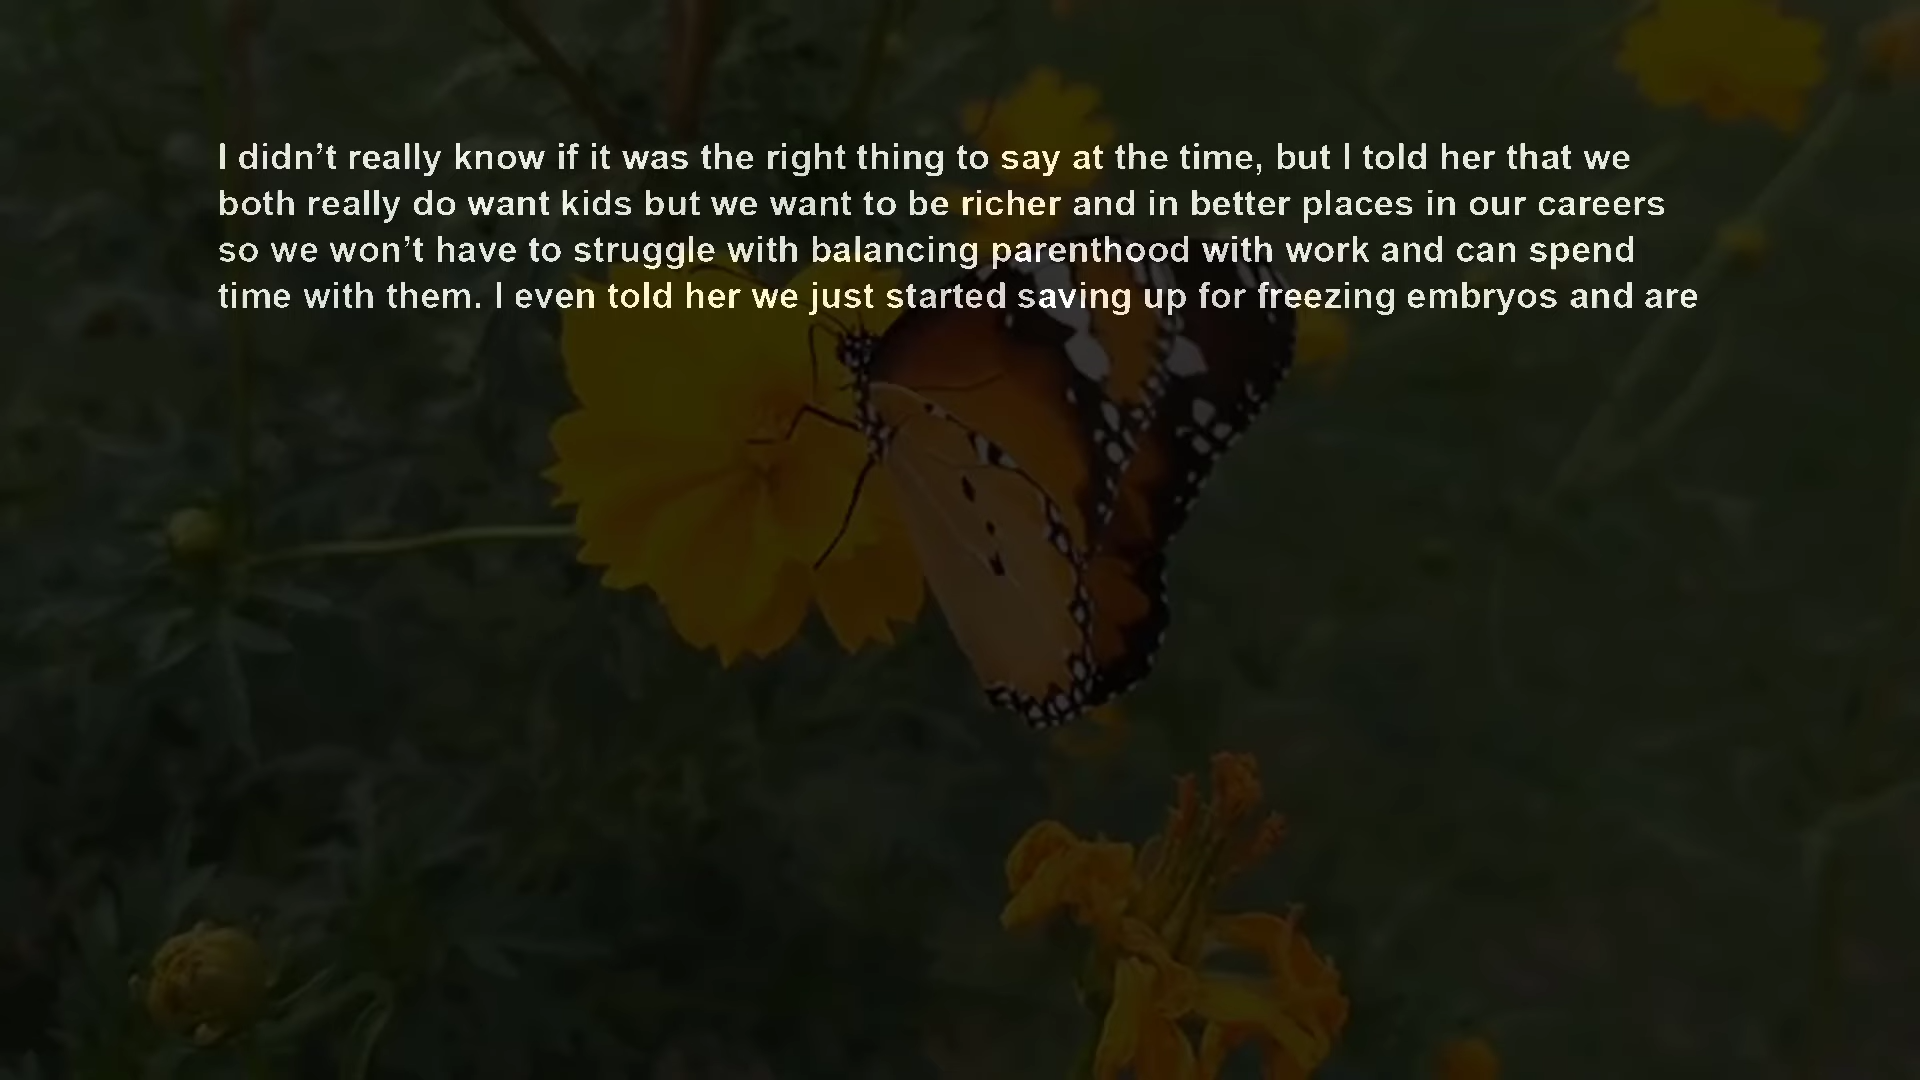 I didn’t really know if it was the right thing to say at the time, but I told her that we
both really do want kids but we want to be richer and in better places in our careers
so we won’t have to struggle with balancing parenthood with work and can spend
time with them. I even told her we just started saving up for freezing embryos and are